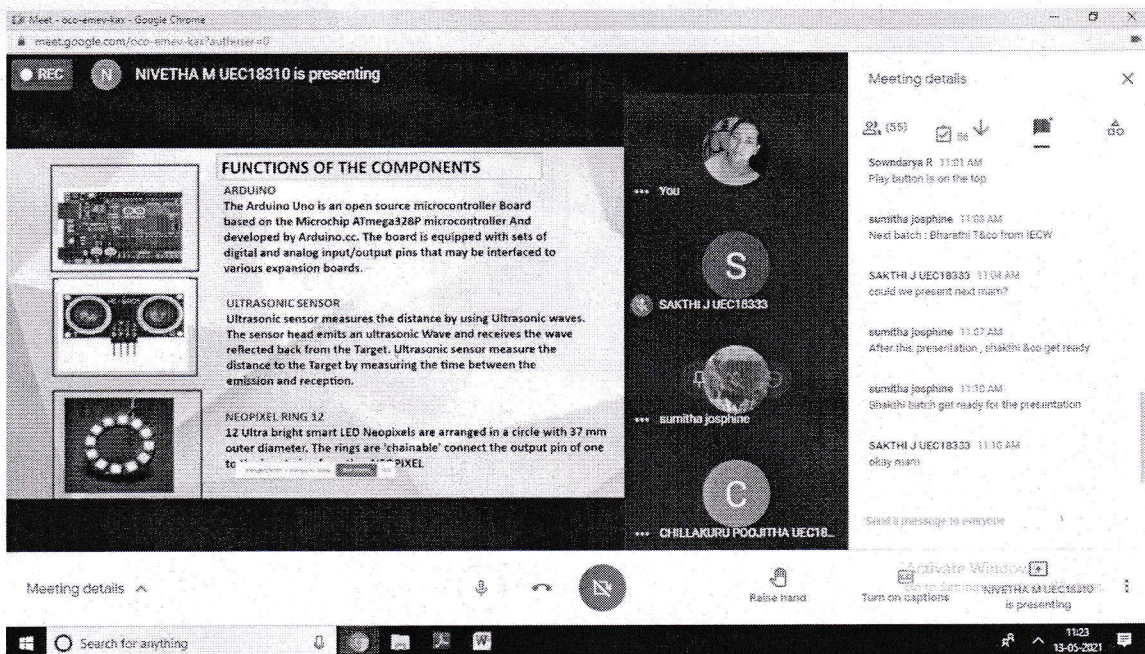 Meet - oco-emev-kax - Google Chrome
meet.google.com/oco-emev-kax?authuser=0
REC
N
NIVETHA M UEC18310 is presenting
FUNCTIONS OF THE COMPONENTS
ARDUINO
The Arduino Uno is an open source microcontroller Board
based on the Microchip ATmega328P microcontroller And
developed by Arduino.cc. The board is equipped with sets of
digital and analog input/output pins that may be interfaced to
various expansion boards.
ULTRASONIC SENSOR
Ultrasonic sensor measures the distance by using Ultrasonic waves.
The sensor head emits an ultrasonic Wave and receives the wave
reflected back from the Target. Ultrasonic sensor measure the
distance to the Target by measuring the time between the
emission and reception.
NEOPIXEL RING 12
12 Ultra bright smart LED Neopixels are arranged in a circle with 37 mm
outer diameter. The rings are 'chainable' connect the output pin of one
to
You
S
SAKTHI J UEC18333
sumitha josphine
C
CHILLAKURU POOJITHA UEC18...
Meeting details
(55)
56
Sowndarya R 11:01 AM
Play button is on the top
sumitha josphine 11:03 AM
Next batch : Bharathi T&co from IECW
SAKTHI J UEC18333 11:04 AM
could we present next mam?
sumitha josphine 11:07 AM
After this presentation , shakthi &co get ready
sumitha josphine 11:10 AM
Shakthi batch get ready for the presentation
SAKTHI J UEC18333
okay mam
Send a message to everyone
Meeting details
Raise hand
Turn on captions
Activate Windows
NIVETHA M UEC18310
is presenting
Search for anything
11:23
13-05-2021